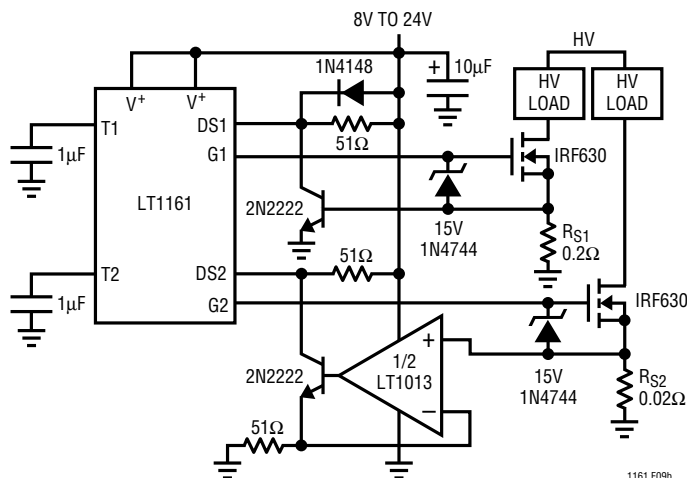 8V TO 24V
HV
1N4148
+
10µF
HV
LOAD
HV
LOAD
V+
V+
T1
DS1
51Ω
G1
IRF630
1µF
LT1161
2N2222
15V
1N4744
RS1
0.2Ω
T2
DS2
51Ω
1µF
G2
IRF630
2N2222
1/2
LT1013
+
–
15V
1N4744
RS2
0.02Ω
51Ω
1161 F09b